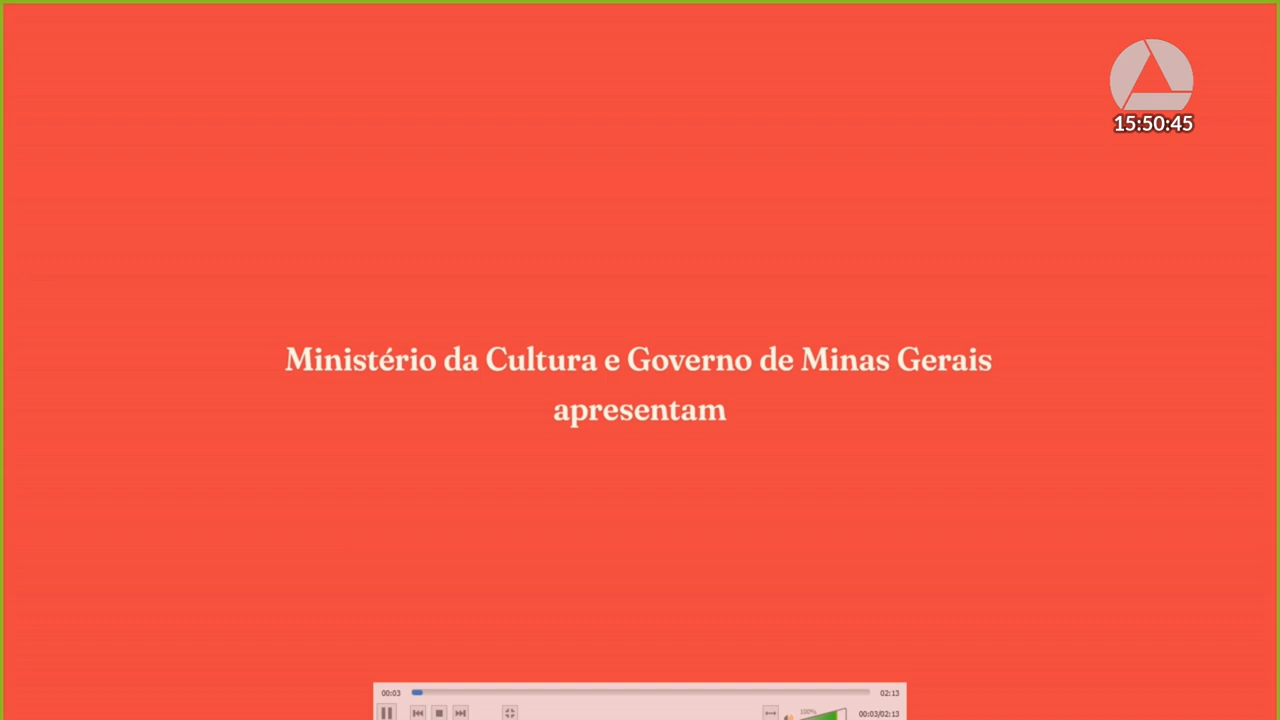 15:50:45
Ministério da Cultura e Governo de Minas Gerais
apresentam
00:03
02:13
100%
00:03/02:13